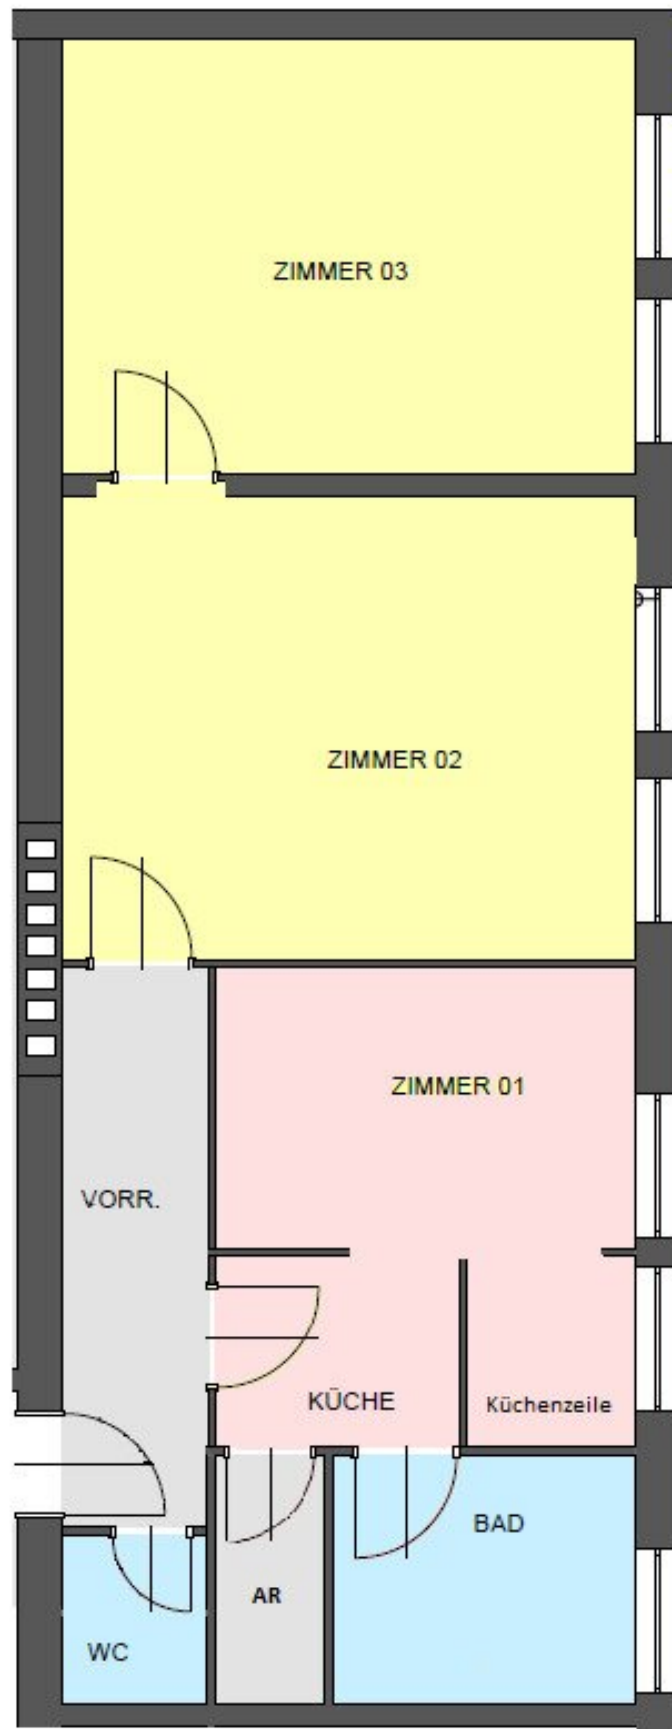 ZIMMER 03
ZIMMER 02
ZIMMER 01
VORR.
KÜCHE
Küchenzeile
BAD
AR
WC